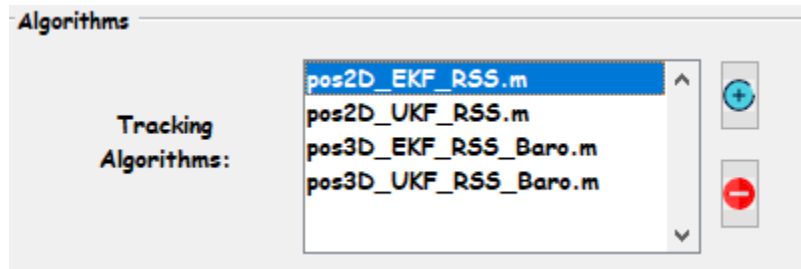 Algorithms
Tracking
Algorithms:
pos2D_EKF_RSS.m
pos2D_UKF_RSS.m
pos3D_EKF_RSS_Baro.m
pos3D_UKF_RSS_Baro.m